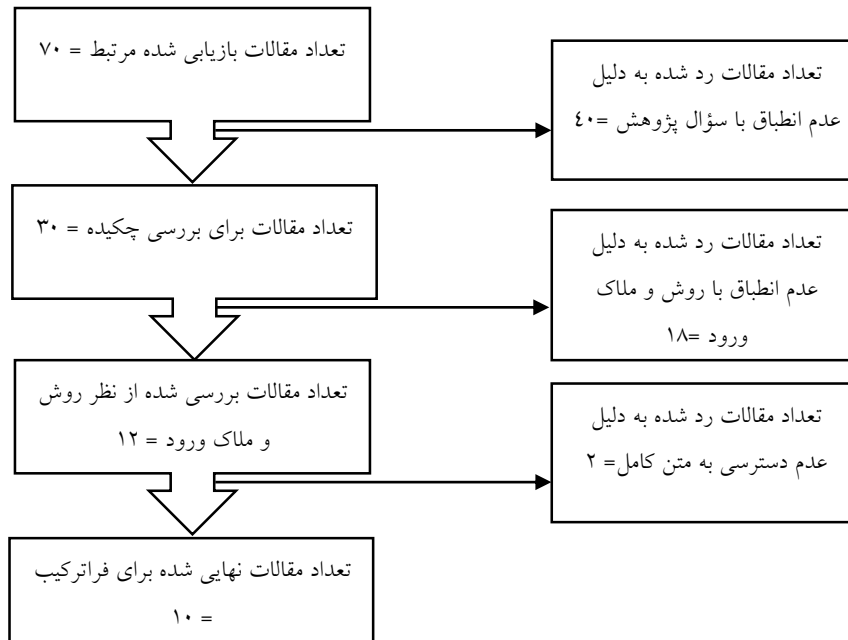 تعداد مقالات بازیابی شده مرتبط = ۷۰
تعداد مقالات رد شده به دلیل
عدم انطباق با سؤال پژوهش =٤٠
تعداد مقالات برای بررسی چکیده = ۳۰
تعداد مقالات رد شده به دلیل
عدم انطباق با روش و ملاک
ورود =۱۸
تعداد مقالات بررسی شده از نظر روش
و ملاک ورود = ۱۲
تعداد مقالات رد شده به دلیل
عدم دسترسی به متن کامل= ۲
تعداد مقالات نهایی شده برای فراترکیب
= ۱۰